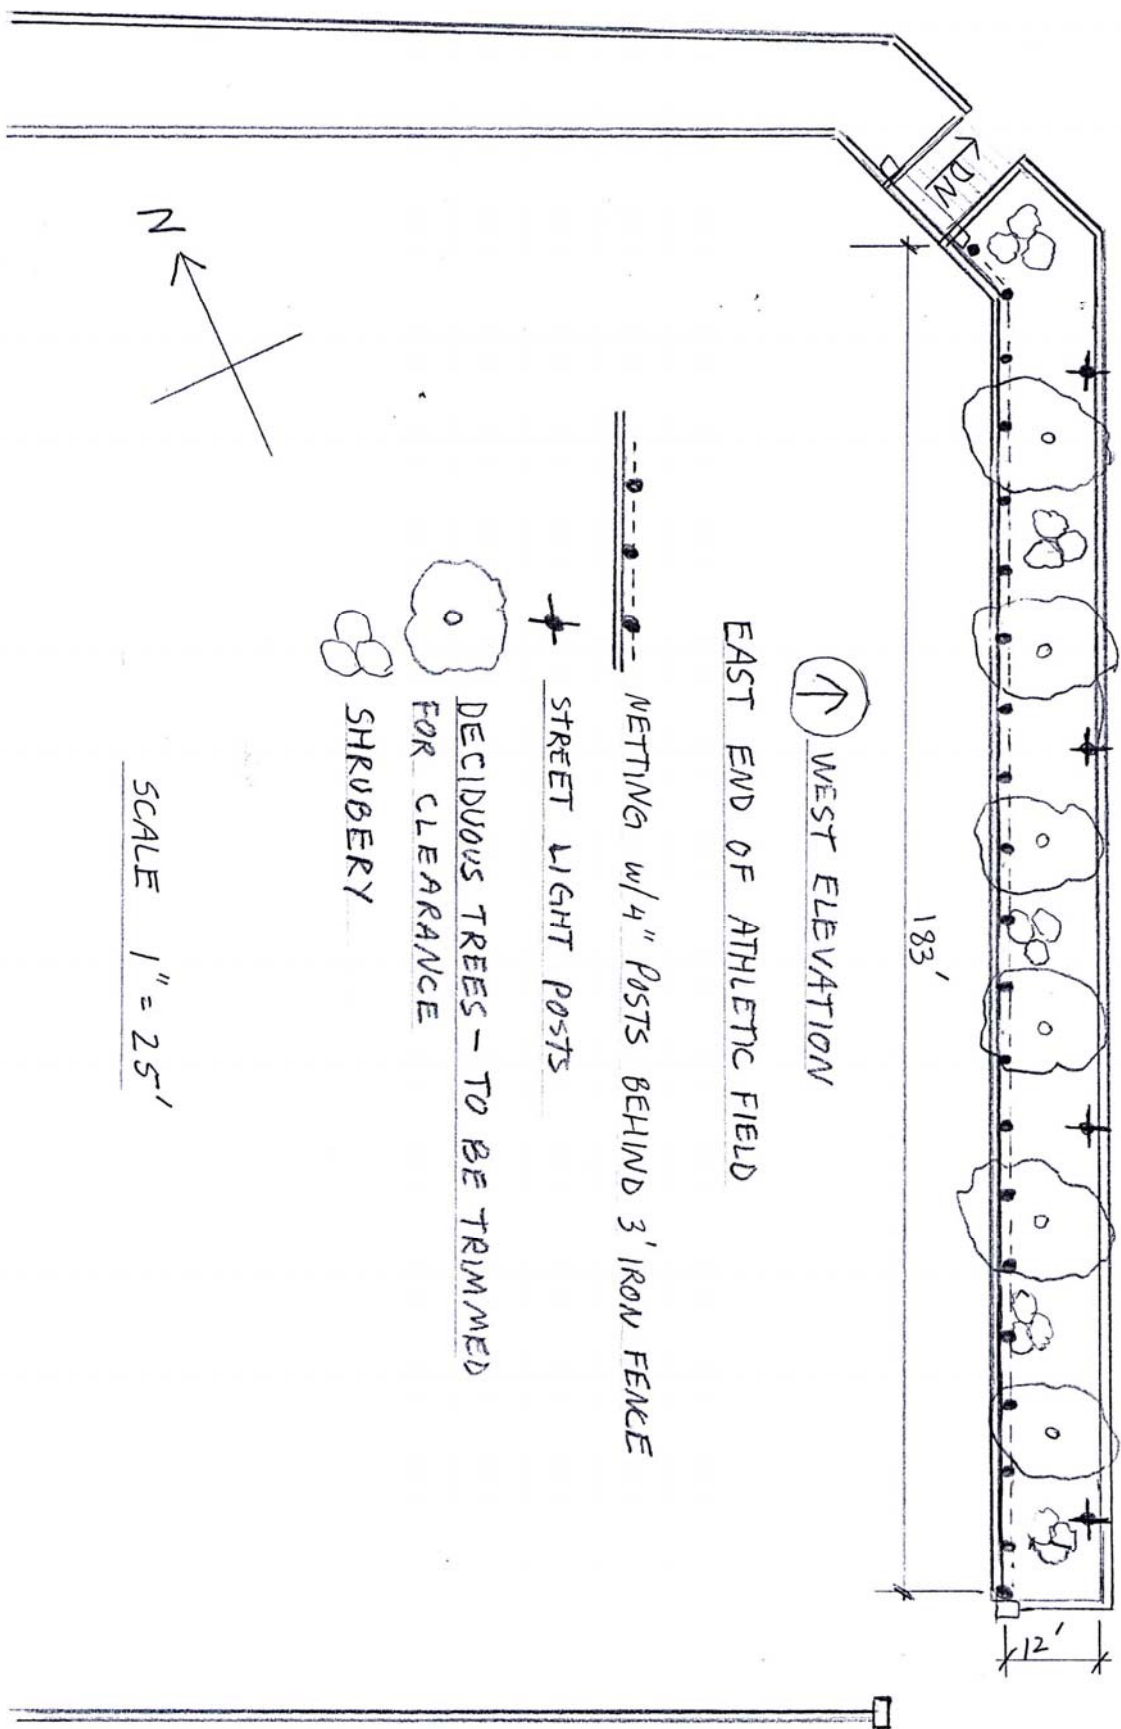 DN
183'
12'
WEST ELEVATION
EAST END OF ATHLETIC FIELD
NETTING W/4" POSTS BEHIND 3' IRON FENCE
STREET LIGHT POSTS
DECIDUOUS TREES - TO BE TRIMMED
FOR CLEARANCE
SHRUBERY
N
SCALE 1" = 25'